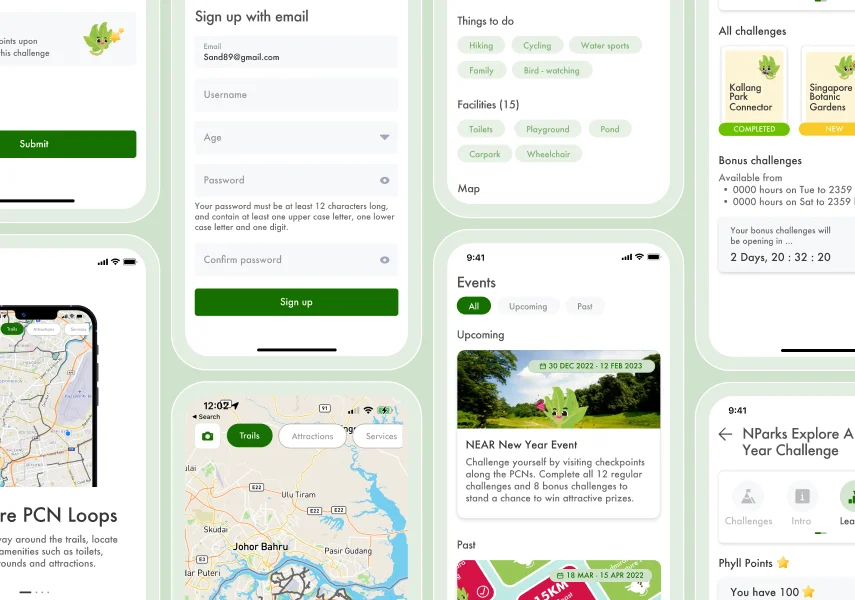 oints upon
his challenge
Submit
re PCN Loops
way around the trails, locate
amenities such as toilets,
rounds and attractions.
Trails
Attractions
Services
Sign up with email
Email
Sand89@gmail.com
Username
Age
Password
Your password must be at least 12 characters long,
and contain at least one upper case letter, one lower
case letter and one digit.
Confirm password
Sign up
12:02
Search
91
Trails
Attractions
Services
E22
Ulu Tiram
E22
E22
Skudai
E3
Johor Bahru
Pasir Gudang
dar Puteri
Things to do
Hiking
Cycling
Water sports
Family
Bird - watching
Facilities (15)
Toilets
Playground
Pond
Carpark
Wheelchair
Map
9:41
Events
All
Upcoming
Past
Upcoming
30 DEC 2022 - 12 FEB 2023
NEAR New Year Event
Challenge yourself by visiting checkpoints
along the PCNs. Complete all 12 regular
challenges and 8 bonus challenges to
stand a chance to win attractive prizes.
Past
18 MAR - 15 APR 2022
15KM
All challenges
Kallang
Park
Connector
COMPLETED
Singapore
Botanic
Gardens
NEW
Bonus challenges
Available from
• 0000 hours on Tue to 2359
• 0000 hours on Sat to 2359
Your bonus challenges will
be opening in ...
2 Days, 20 : 32 : 20
9:41
NParks Explore A
Year Challenge
Challenges
Intro
Lea
Phyll Points
You have 100